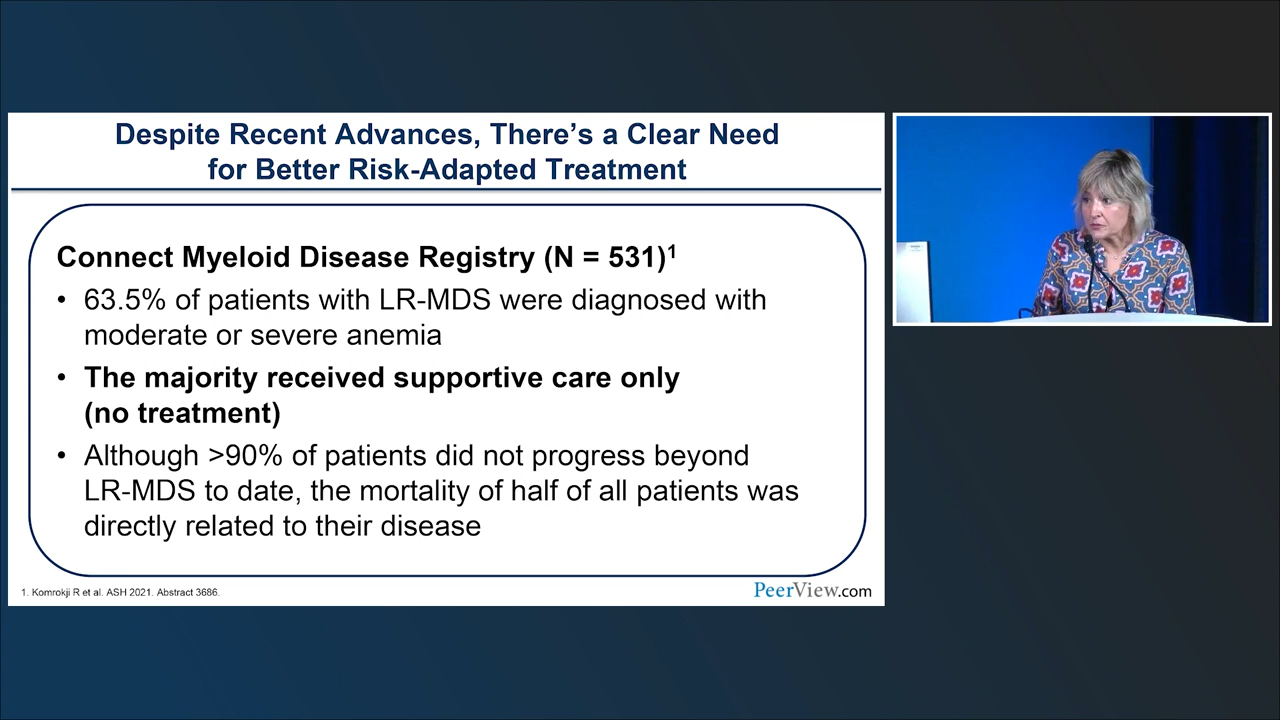 Despite Recent Advances, There's a Clear Need
for Better Risk-Adapted Treatment
Connect Myeloid Disease Registry (N = 531)¹
• 63.5% of patients with LR-MDS were diagnosed with
moderate or severe anemia
• The majority received supportive care only
(no treatment)
• Although >90% of patients did not progress beyond
LR-MDS to date, the mortality of half of all patients was
directly related to their disease
1. Komrokji R et al. ASH 2021. Abstract 3686.
PeerView.com